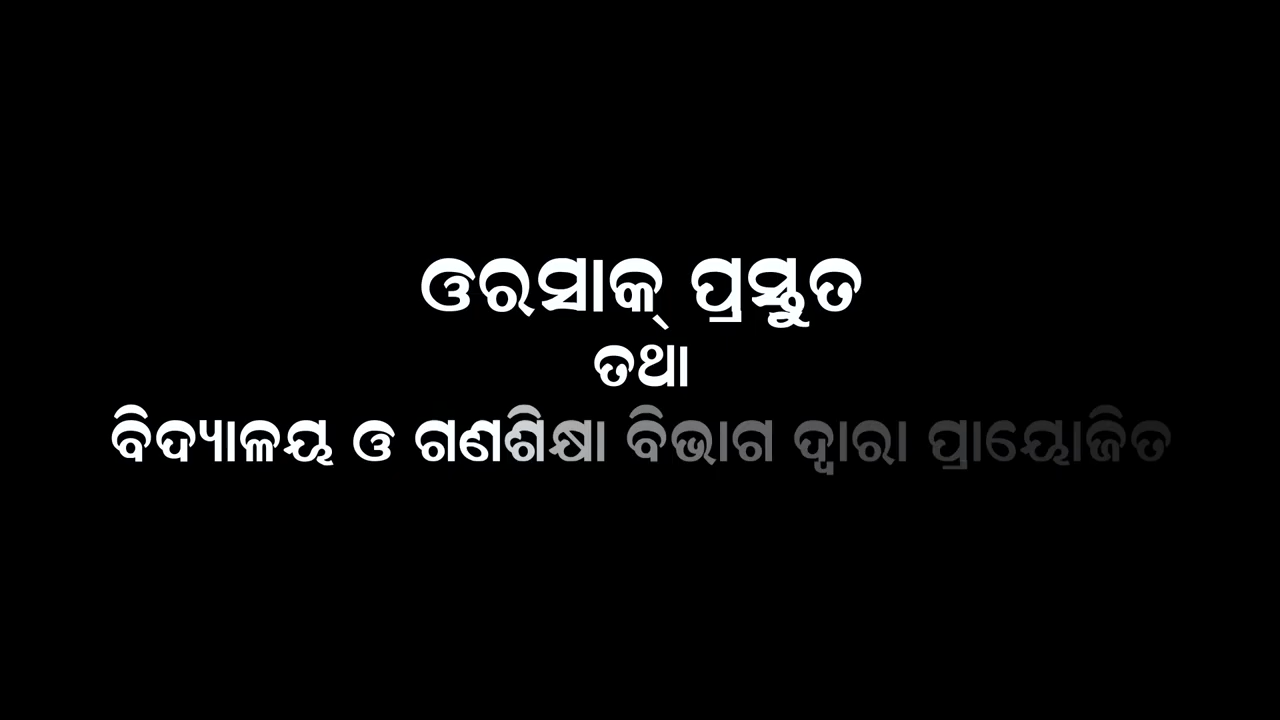 ଓରସାକ୍ ପ୍ରସ୍ତୁତ
ତଥା
ବିଦ୍ୟାଳୟ ଓ ଗଣଶିକ୍ଷା ବିଭାଗ ଦ୍ୱାରା ପ୍ରାୟୋଜିତ